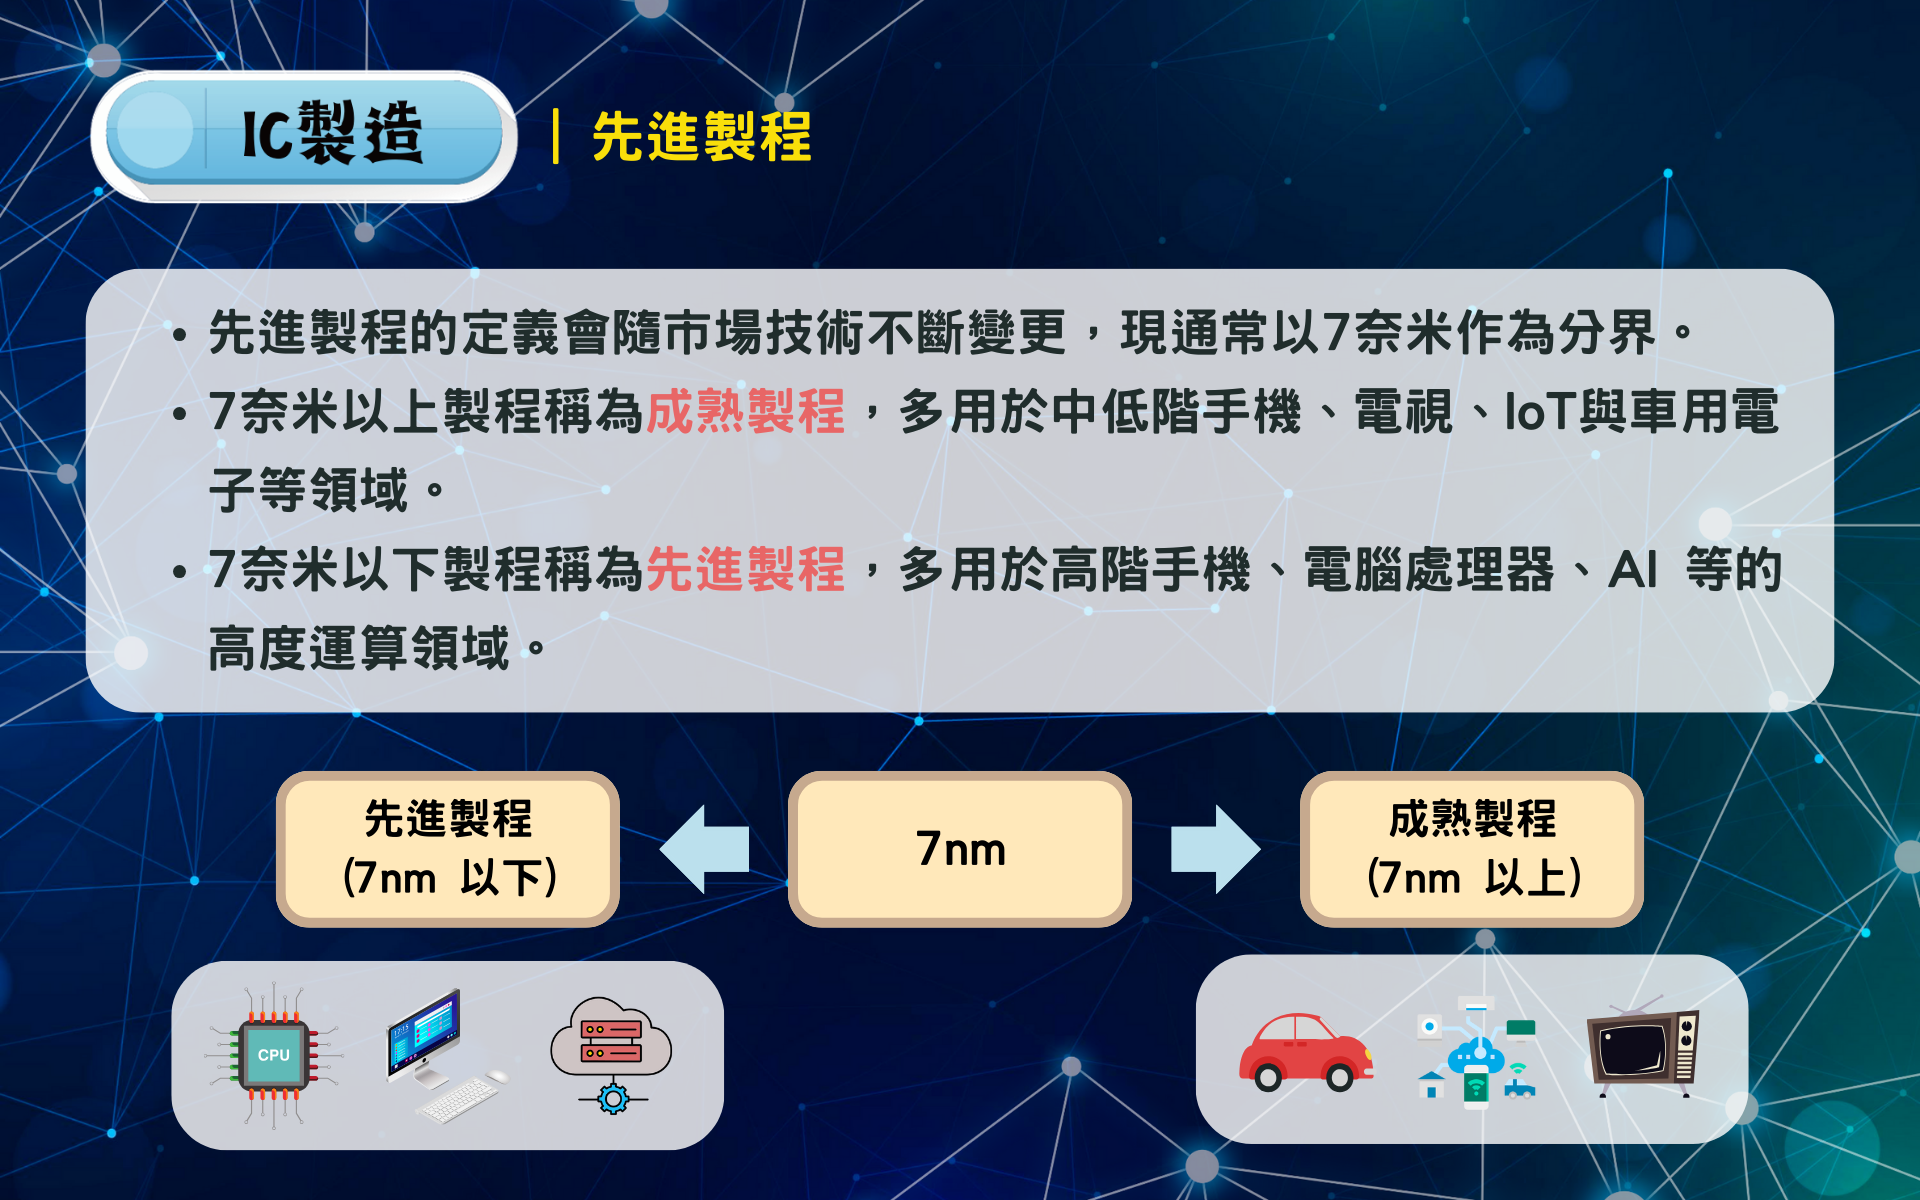 IC製造
先進製程
• 先進製程的定義會隨市場技術不斷變更，現通常以7奈米作為分界。
• 7奈米以上製程稱為成熟製程，多用於中低階手機、電視、IoT與車用電
子等領域。
• 7奈米以下製程稱為先進製程，多用於高階手機、電腦處理器、AI 等的
高度運算領域。
先進製程
(7nm 以下)
7nm
成熟製程
(7nm 以上)
CPU